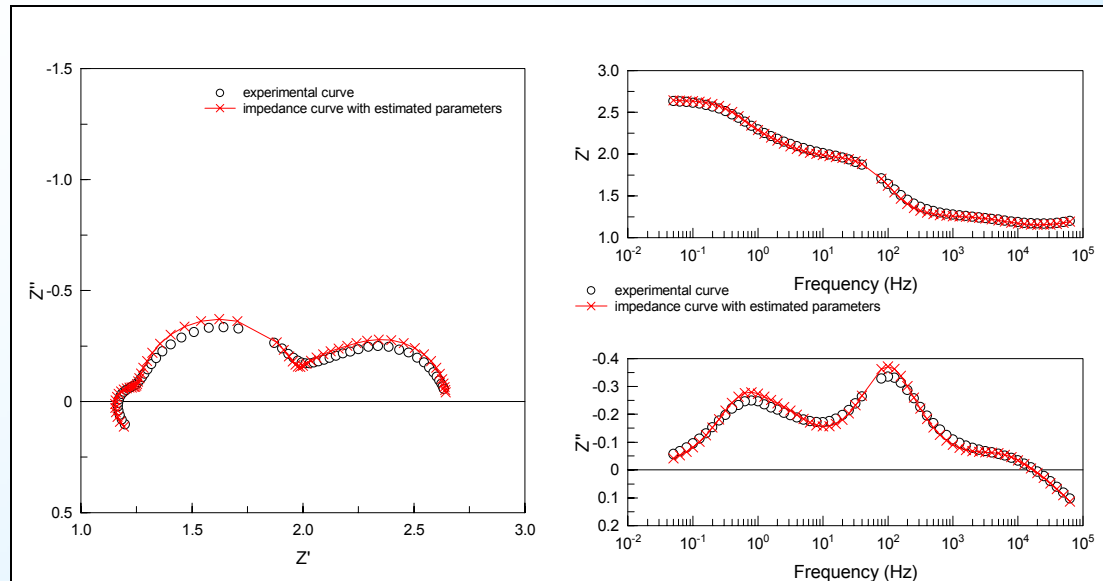 -1.5
-1.0
-0.5
0
0.5
Z''
1.0 1.5 2.0 2.5 3.0
Z'
experimental curve
impedance curve with estimated parameters
3.0
2.5
2.0
1.5
1.0
Z'
10-2 10-1 100 101 102 103 104 105
Frequency (Hz)
experimental curve
impedance curve with estimated parameters
-0.4
-0.3
-0.2
-0.1
0
0.1
0.2
Z''
10-2 10-1 100 101 102 103 104 105
Frequency (Hz)